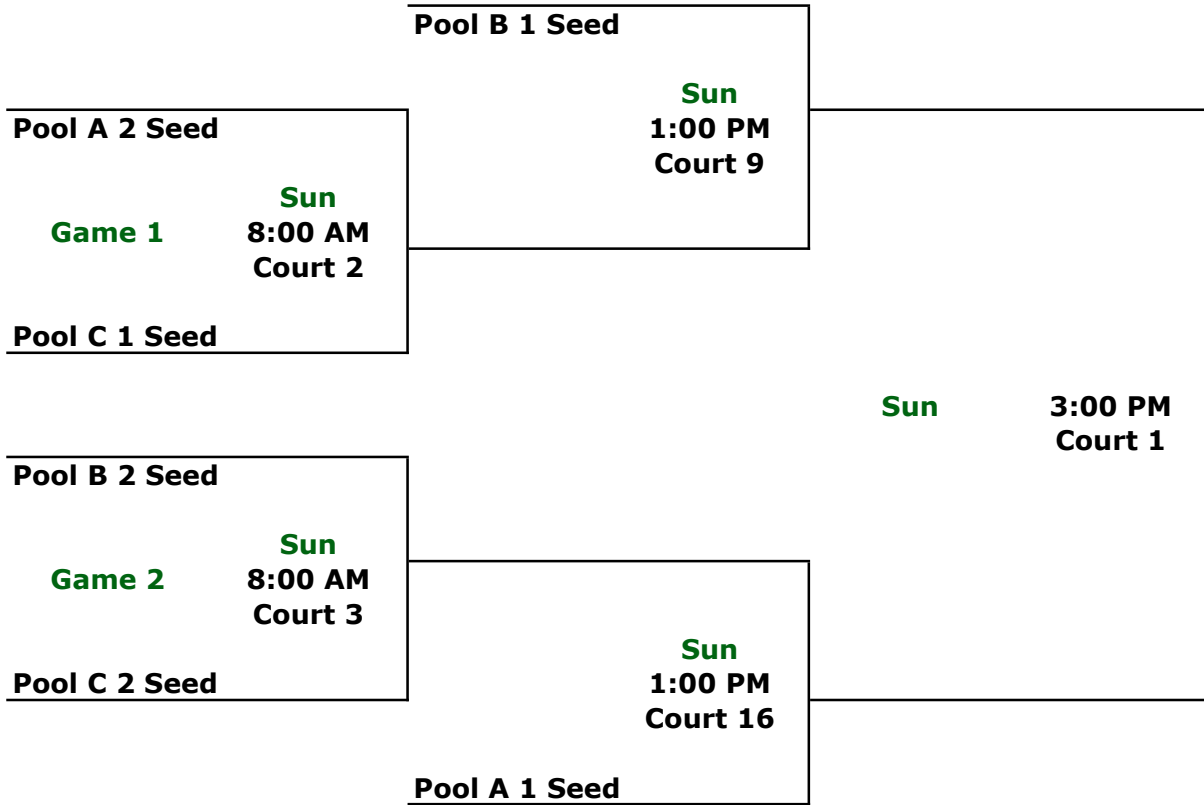 Pool B 1 Seed
Sun
1:00 PM
Court 9
Pool A 2 Seed
Sun
Game 1 8:00 AM
Court 2
Pool C 1 Seed
Sun 3:00 PM
Court 1
Pool B 2 Seed
Sun
Game 2 8:00 AM
Court 3
Pool C 2 Seed
Sun
1:00 PM
Court 16
Pool A 1 Seed